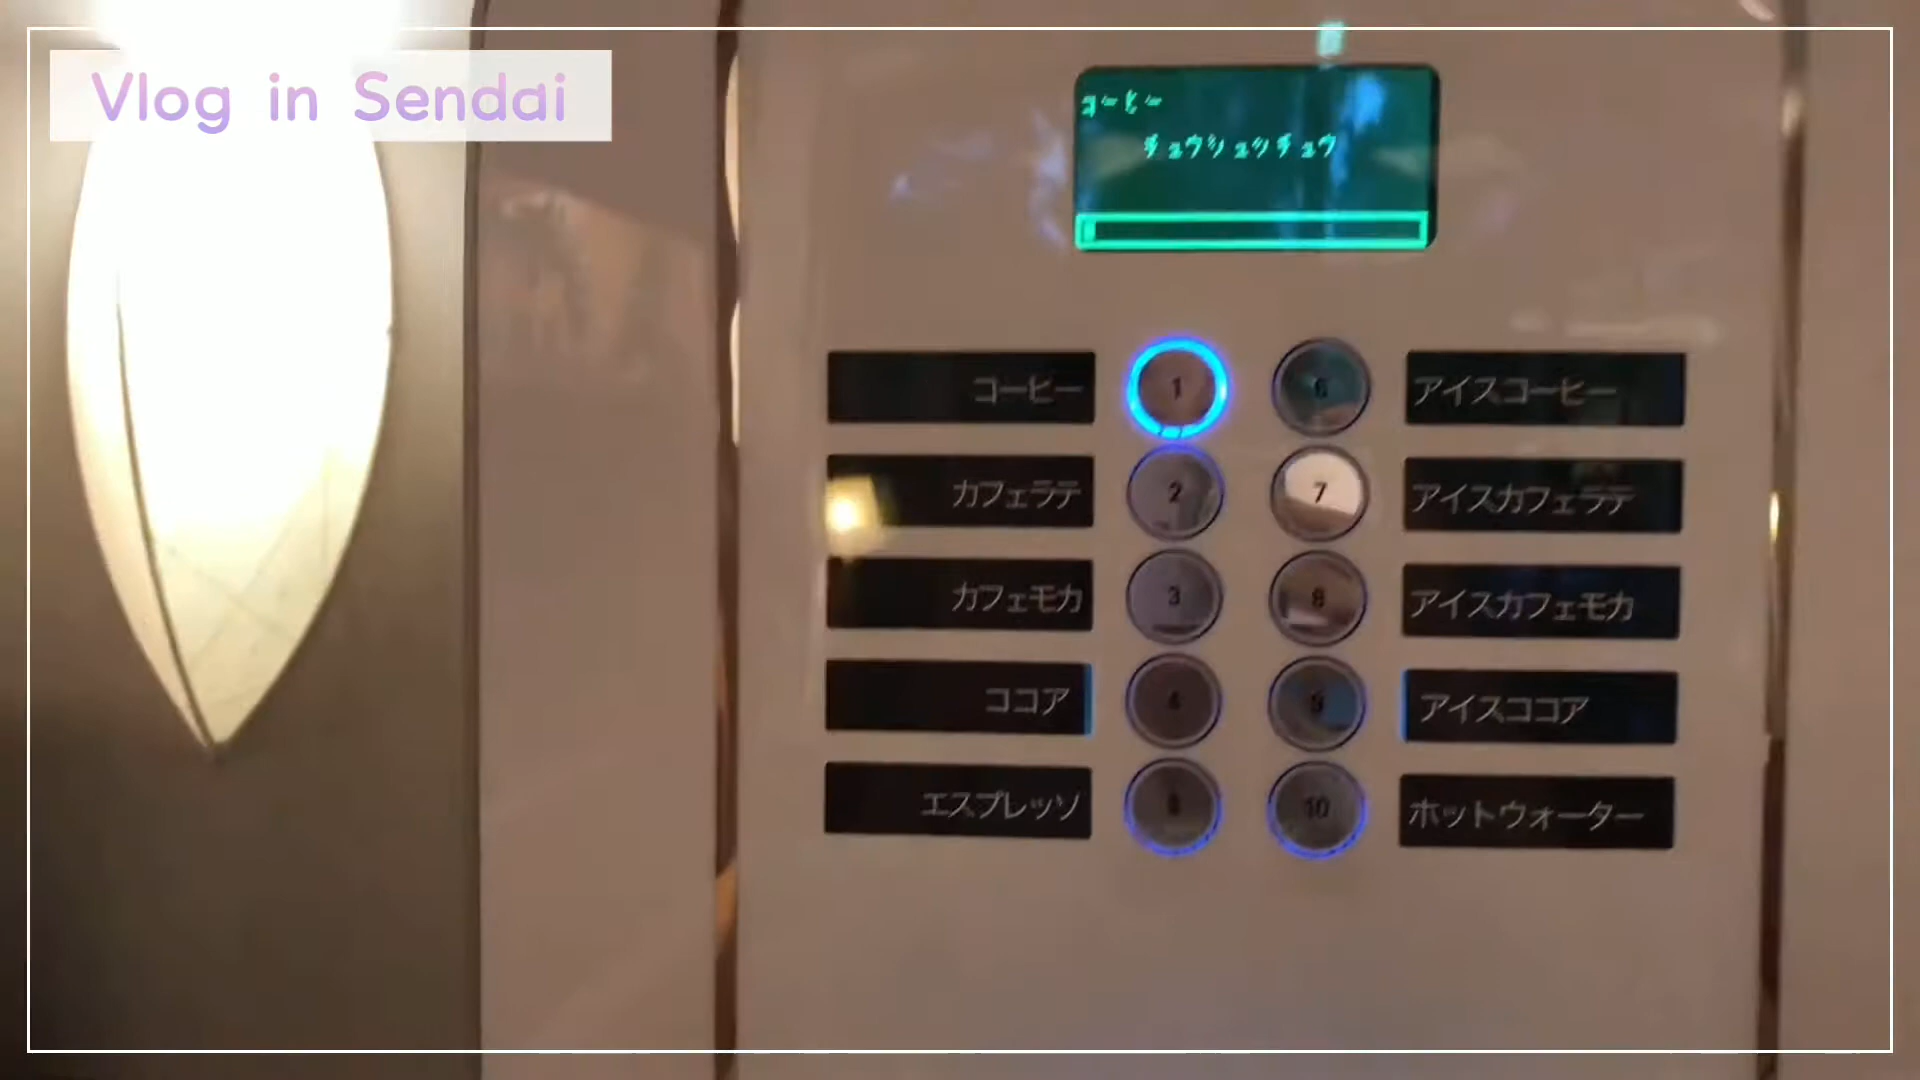 Vlog in Sendai
コーヒー
チュウシュツチュウ
コーヒー 1 6 アイスコーヒー
カフェラテ 2 7 アイスカフェラテ
カフェモカ 3 8 アイスカフェモカ
ココア 4 9 アイスココア
エスプレッソ 10 ホットウォーター